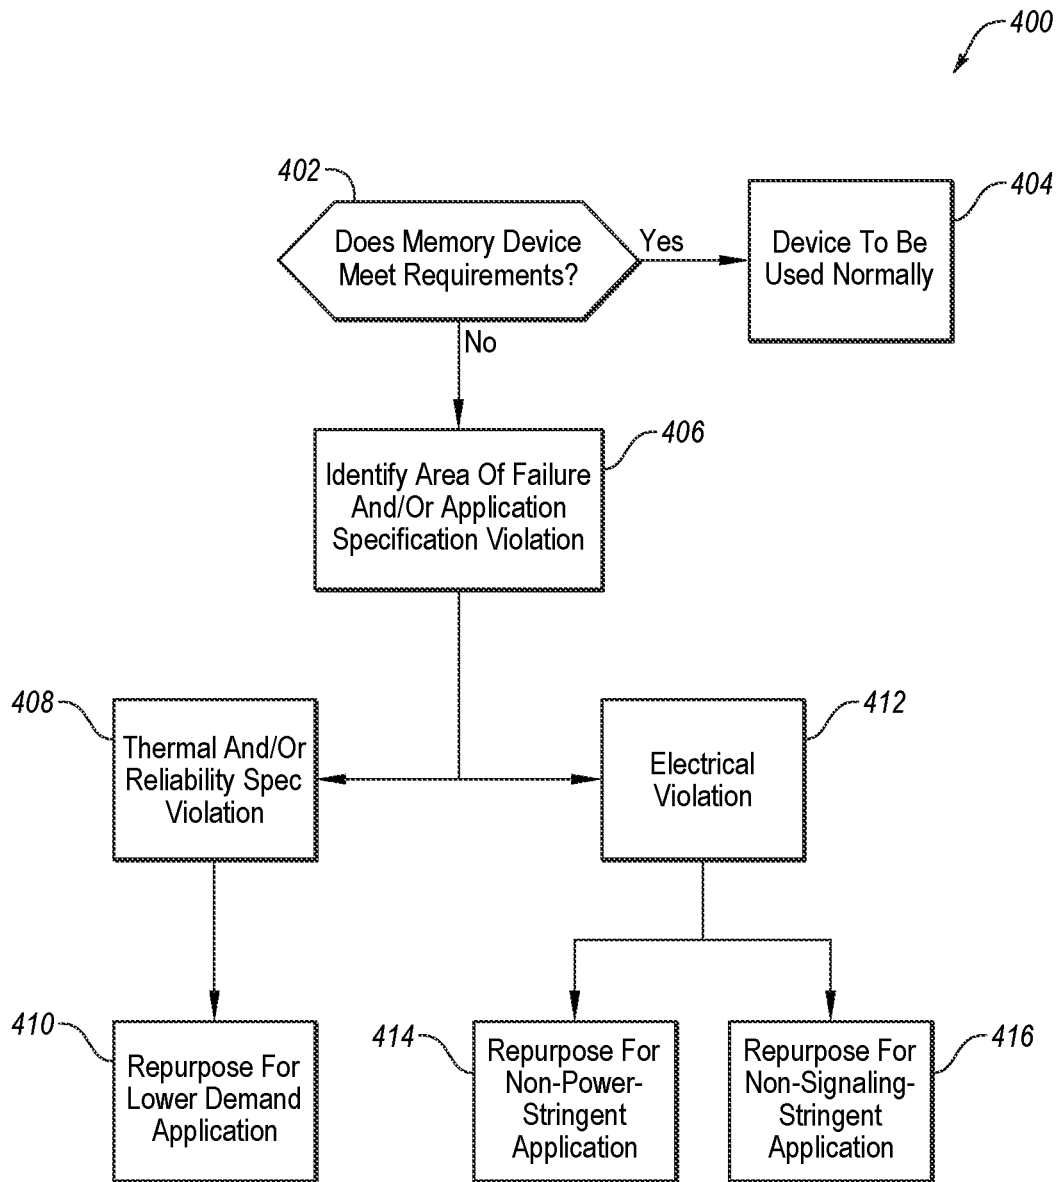 400
402
Does Memory Device
Meet Requirements?
Yes
404
Device To Be
Used Normally
No
406
Identify Area Of Failure
And/Or Application
Specification Violation
408
Thermal And/Or
Reliability Spec
Violation
412
Electrical
Violation
410
Repurpose For
Lower Demand
Application
414
Repurpose For
Non-Power-
Stringent
Application
416
Repurpose For
Non-Signaling-
Stringent
Application